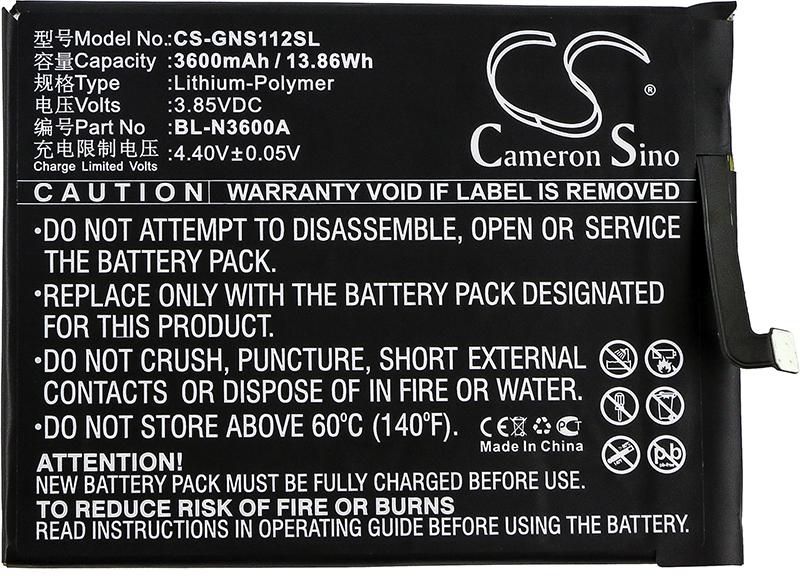 型号Model No.: CS-GNS112SL
容量Capacity: 3600mAh / 13.86Wh
规格Type: Lithium-Polymer
电压Volts: 3.85VDC
编号Part No: BL-N3600A
充电限制电压: 4.40V±0.05V
Charge Limited Volts
CS
®
Cameron Sino
CAUTION WARRANTY VOID IF LABEL IS REMOVED
•DO NOT ATTEMPT TO DISASSEMBLE, OPEN OR SERVICE
THE BATTERY PACK.
•REPLACE ONLY WITH THE BATTERY PACK DESIGNATED
FOR THIS PRODUCT.
•DO NOT CRUSH, PUNCTURE, SHORT EXTERNAL
CONTACTS OR DISPOSE OF IN FIRE OR WATER.
•DO NOT STORE ABOVE 60ºC (140ºF).
CE
Made In China
Pb
ATTENTION!
NEW BATTERY PACK MUST BE FULLY CHARGED BEFORE USING
TO REDUCE RISK OF FIRE OR BURNS
READ INSTRUCTIONS IN OPERATING GUIDE BEFORE USING THE BATTERY.